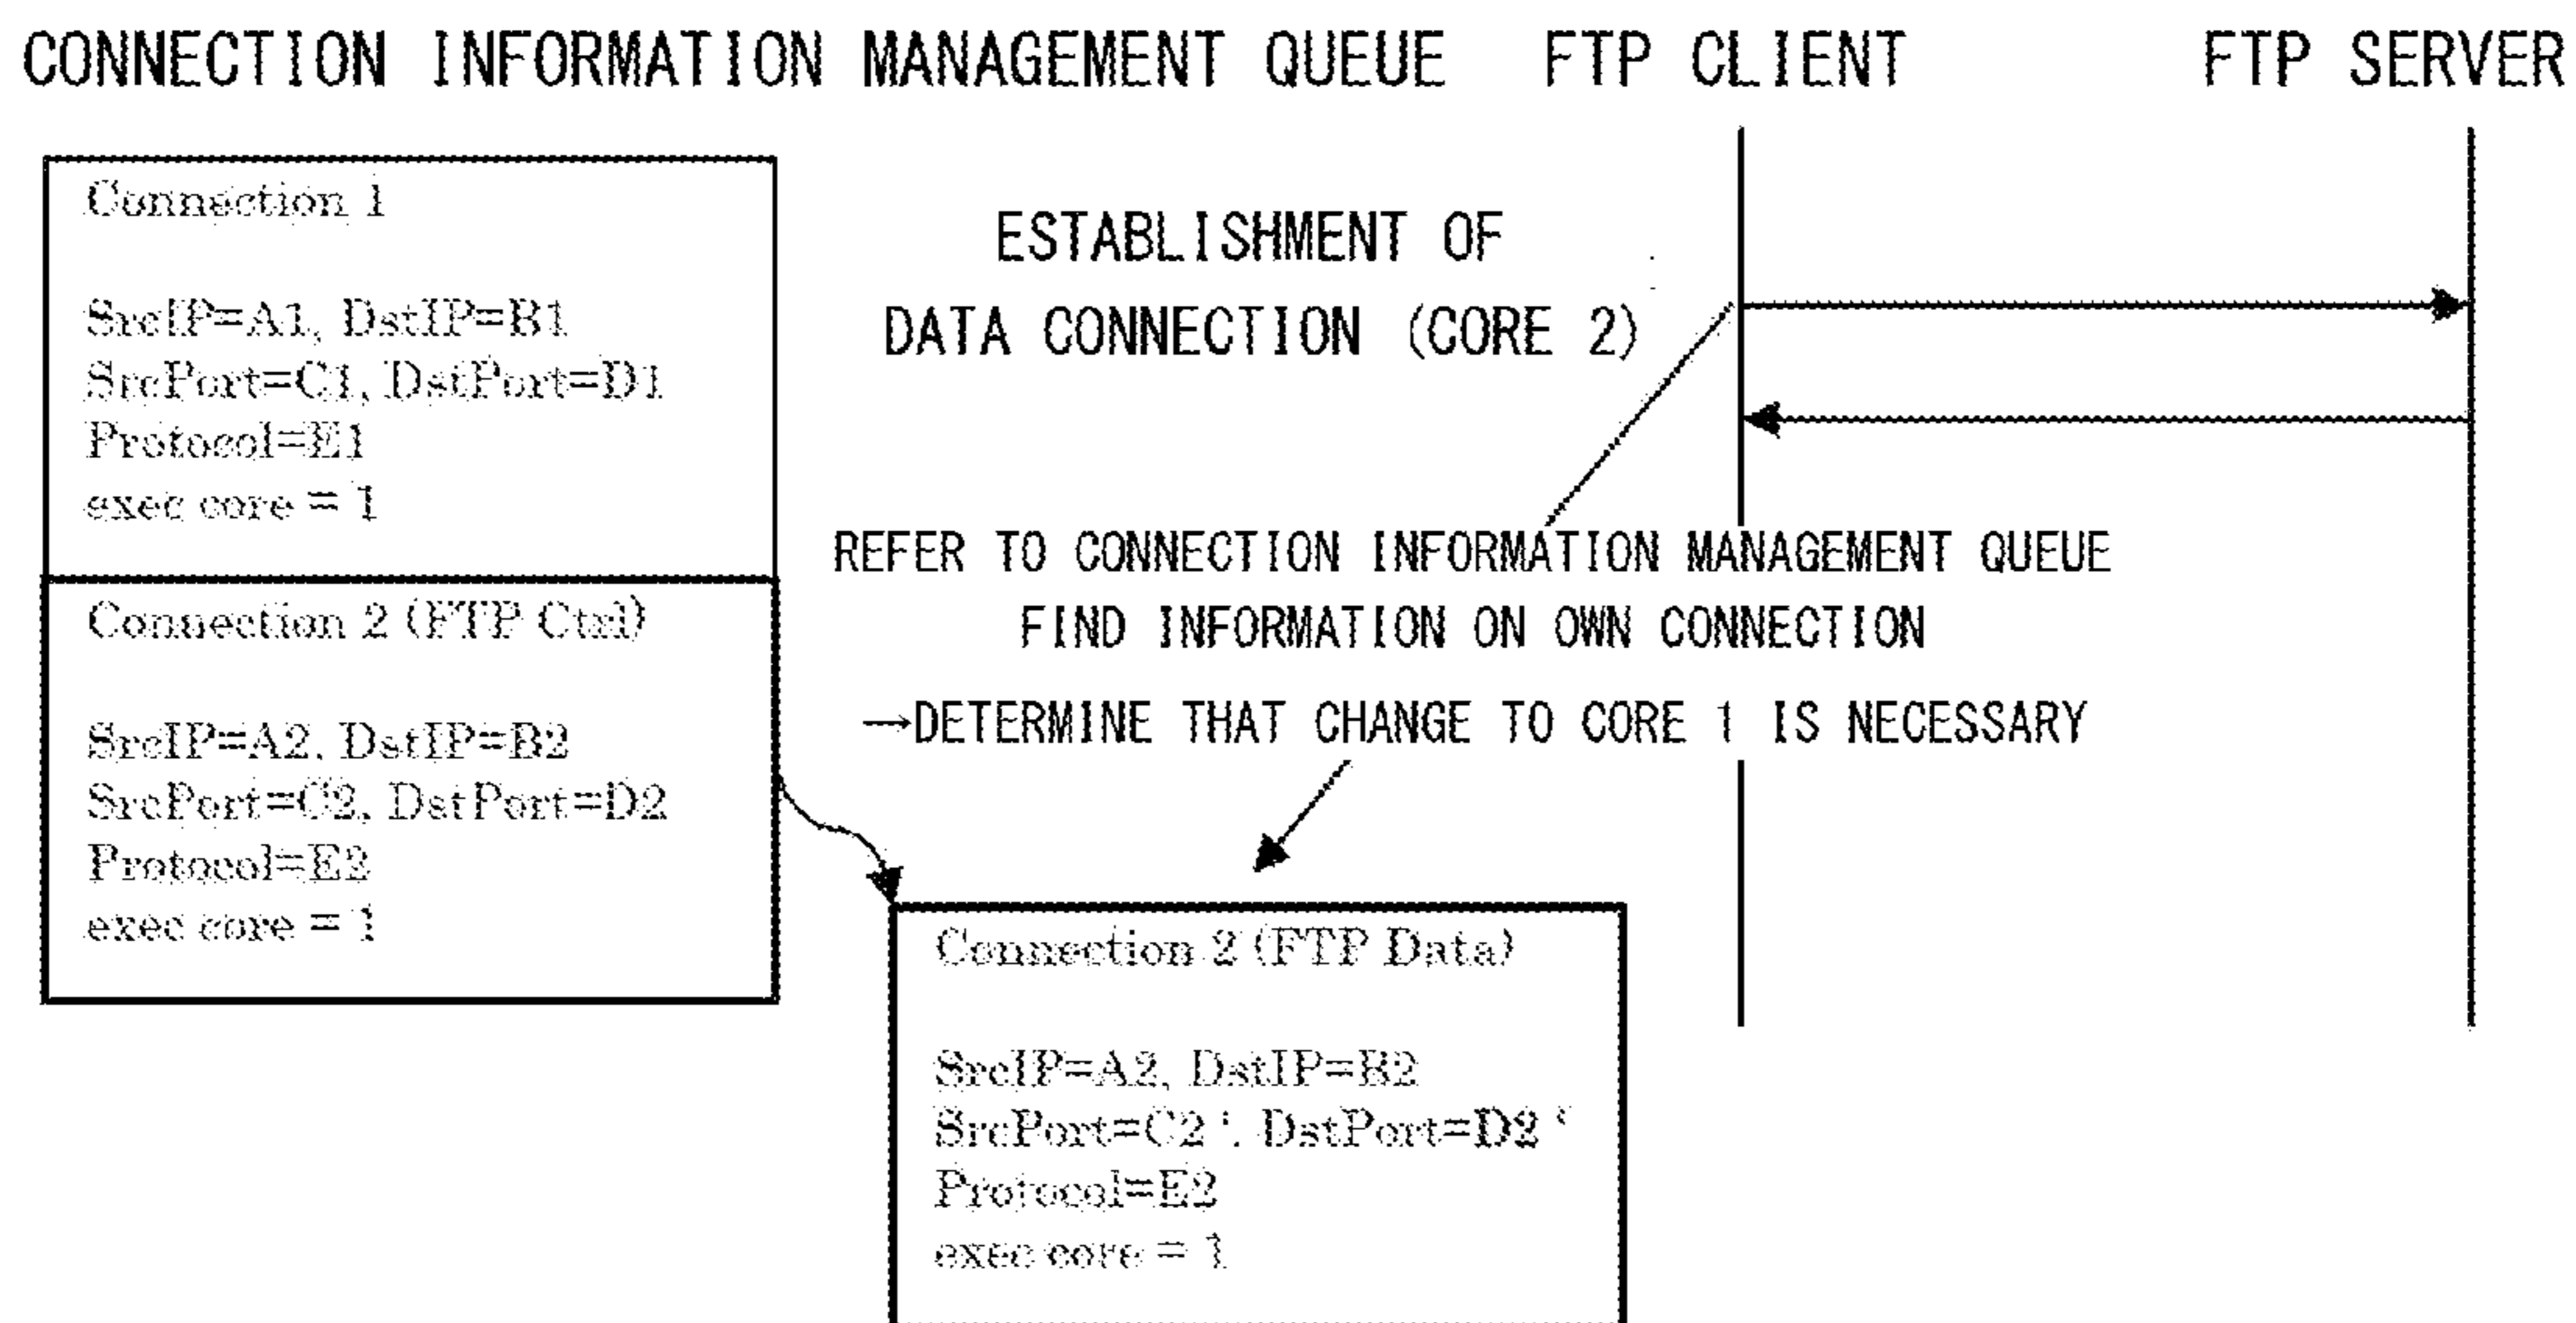 CONNECTION INFORMATION MANAGEMENT QUEUE FTP CLIENT FTP SERVER
Connection 1
SrcIP=A1, DstIP=B1
SrcPort=C1, DstPort=D1
Protocol=E1
exec core = 1
ESTABLISHMENT OF
DATA CONNECTION (CORE 2)
REFER TO CONNECTION INFORMATION MANAGEMENT QUEUE
FIND INFORMATION ON OWN CONNECTION
→DETERMINE THAT CHANGE TO CORE 1 IS NECESSARY
Connection 2 (FTP Ctrl)
SrcIP=A2, DstIP=B2
SrcPort=C2, DstPort=D2
Protocol=E2
exec core = 1
Connection 2 (FTP Data)
SrcIP=A2, DstIP=B2
SrcPort=C2‘, DstPort=D2‘
Protocol=E2
exec core = 1